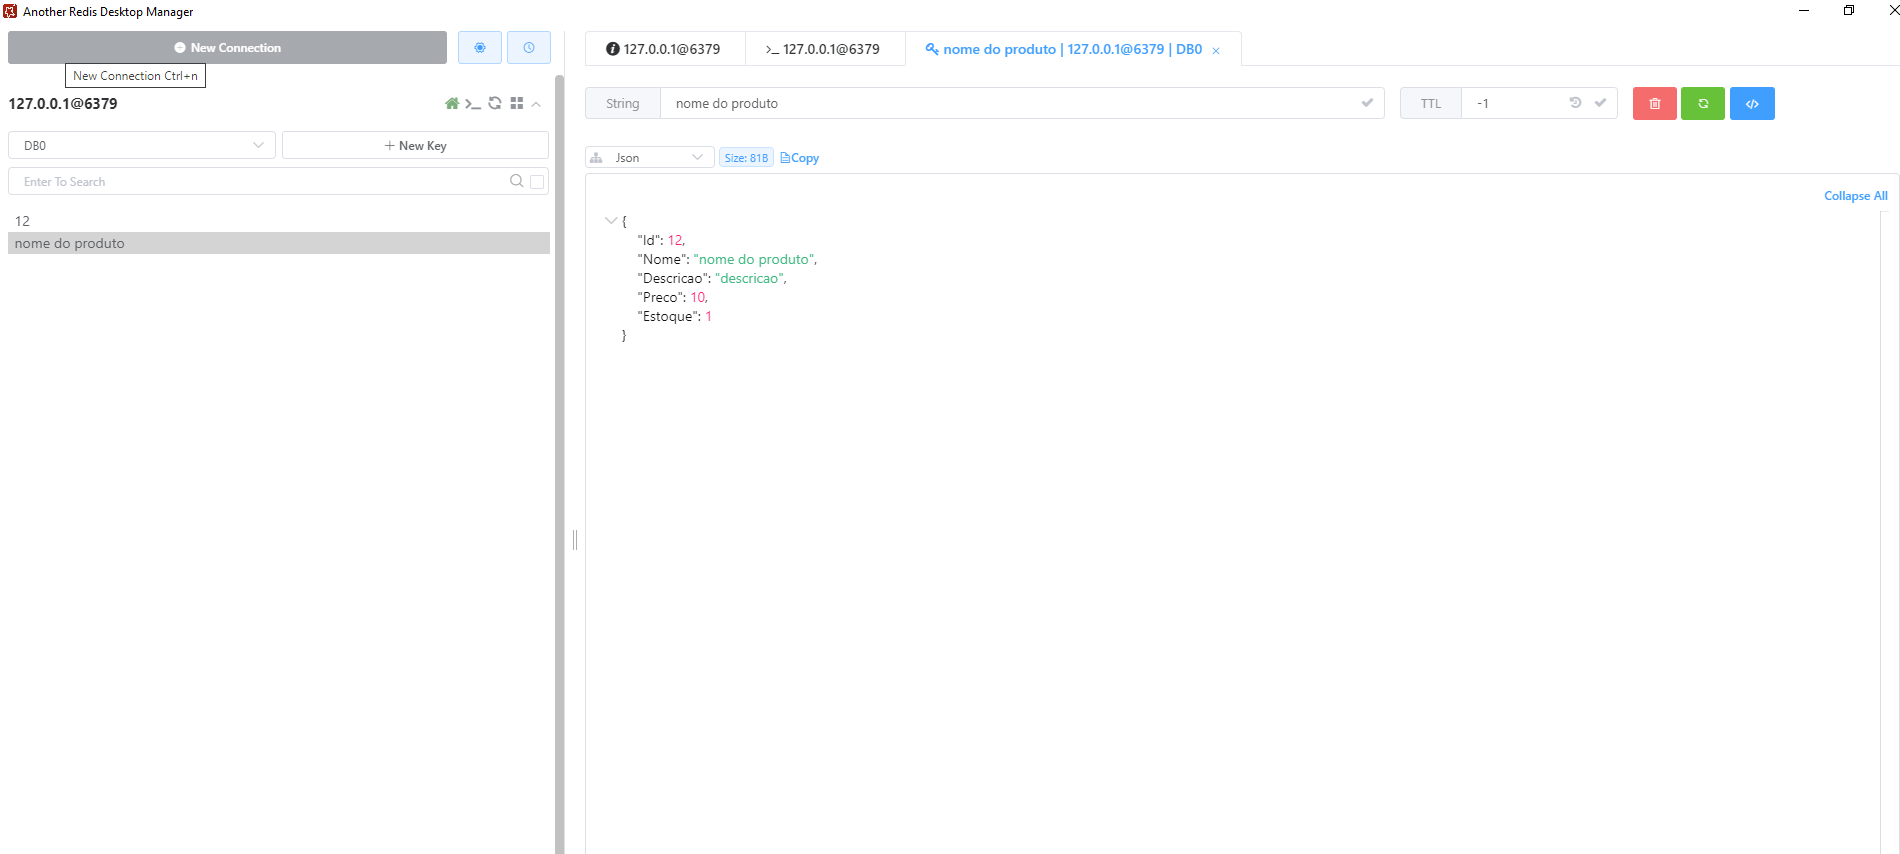 Another Redis Desktop Manager
New Connection
New Connection Ctrl+n
127.0.0.1@6379
DB0
+ New Key
Enter To Search
12
nome do produto
127.0.0.1@6379
>_ 127.0.0.1@6379
nome do produto | 127.0.0.1@6379 | DB0 ×
String nome do produto
TTL -1
Json Size: 81B Copy
Collapse All
{
"Id": 12,
"Nome": "nome do produto",
"Descricao": "descricao",
"Preco": 10,
"Estoque": 1
}